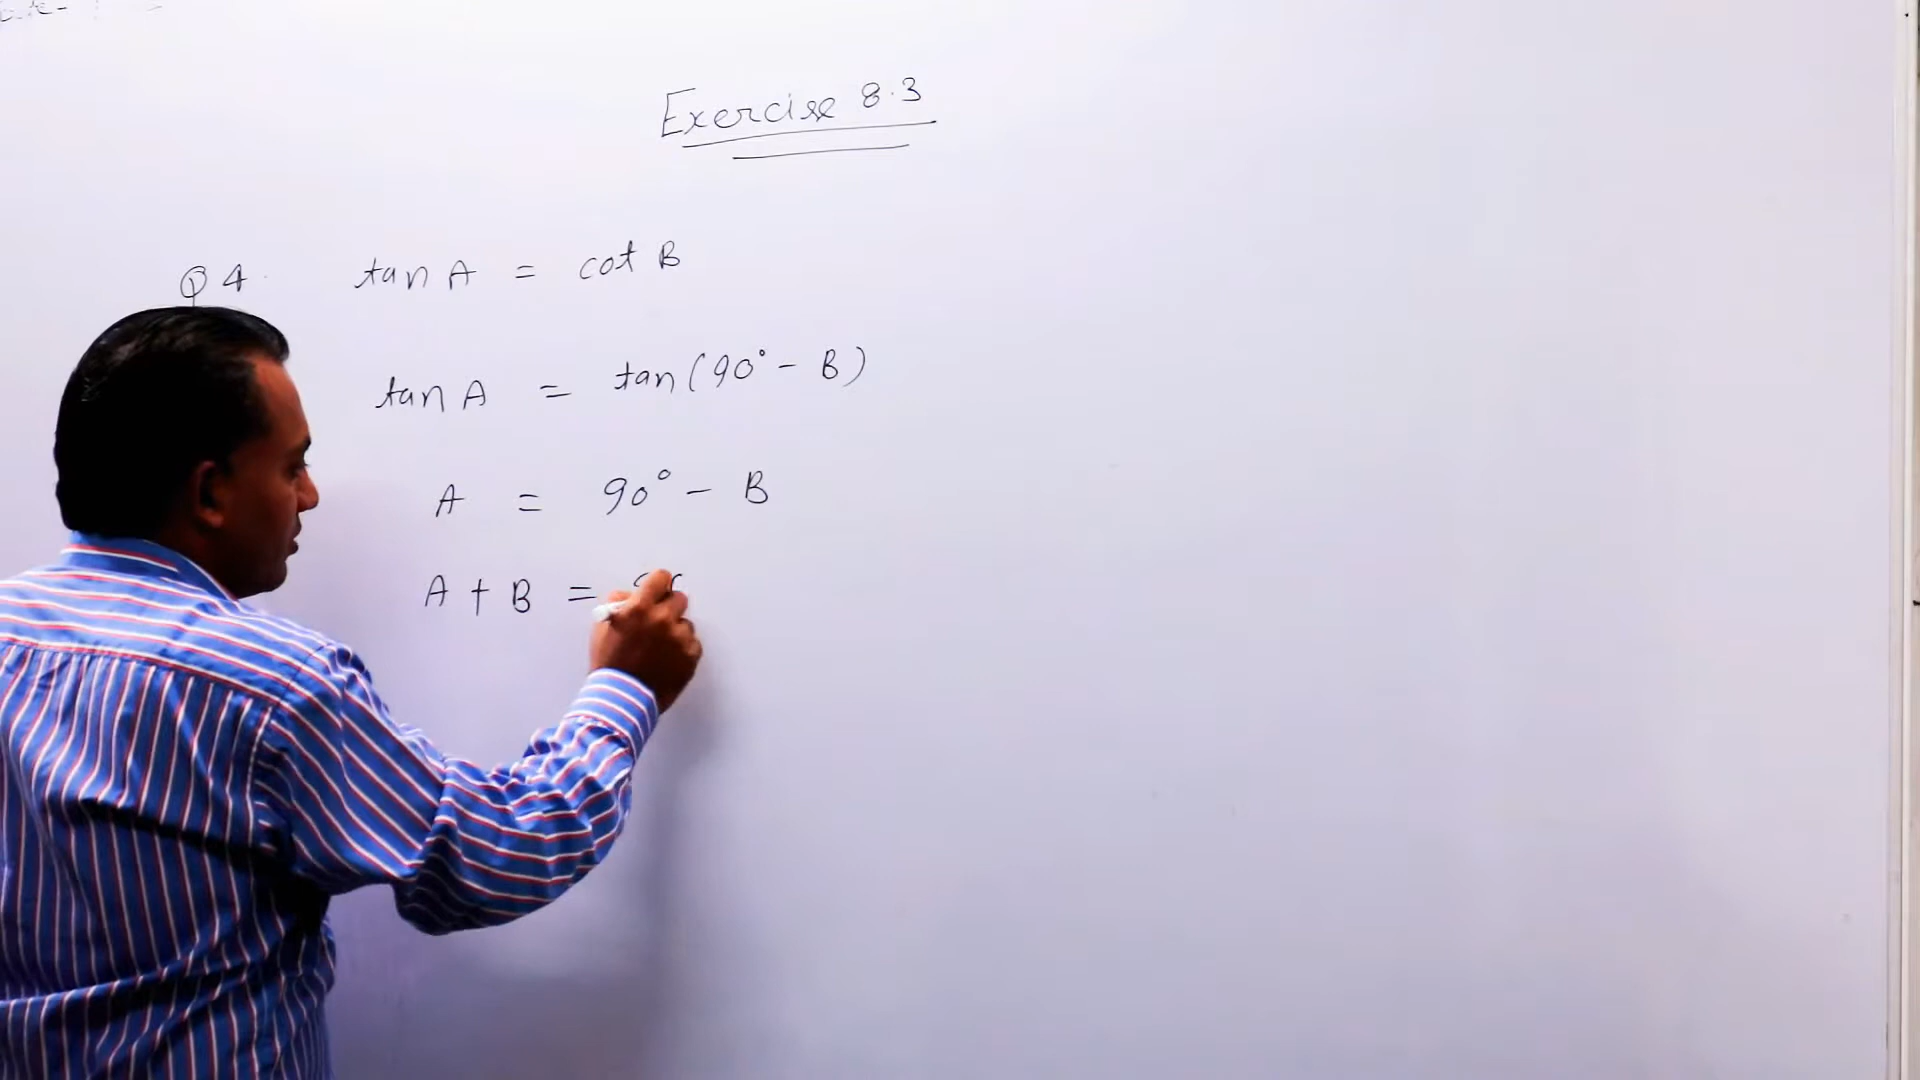 Exercise 8.3
Q4. tan A = cot B
tan A = tan(90° - B)
A = 90° - B
A + B =